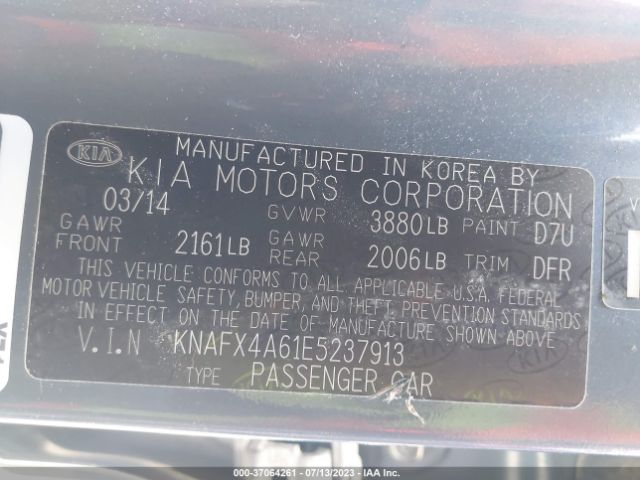 KIA
MANUFACTURED IN KOREA BY
KIA MOTORS CORPORATION
03/14 GVWR 3880LB PAINT D7U
GAWR FRONT 2161LB GAWR REAR 2006LB TRIM DFR
THIS VEHICLE CONFORMS TO ALL APPLICABLE U.S.A. FEDERAL
MOTOR VEHICLE SAFETY, BUMPER, AND THEFT PREVENTION STANDARDS
IN EFFECT ON THE DATE OF MANUFACTURE SHOWN ABOVE
V.I.N KNAFX4A61E5237913
TYPE PASSENGER CAR
000-37064261 - 07/13/2023 - IAA Inc.